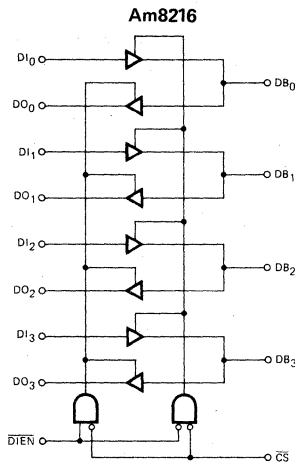 Am8216
DI0
DB0
DO0
DI1
DB1
DO1
DI2
DB2
DO2
DI3
DB3
DO3
DIEN
CS